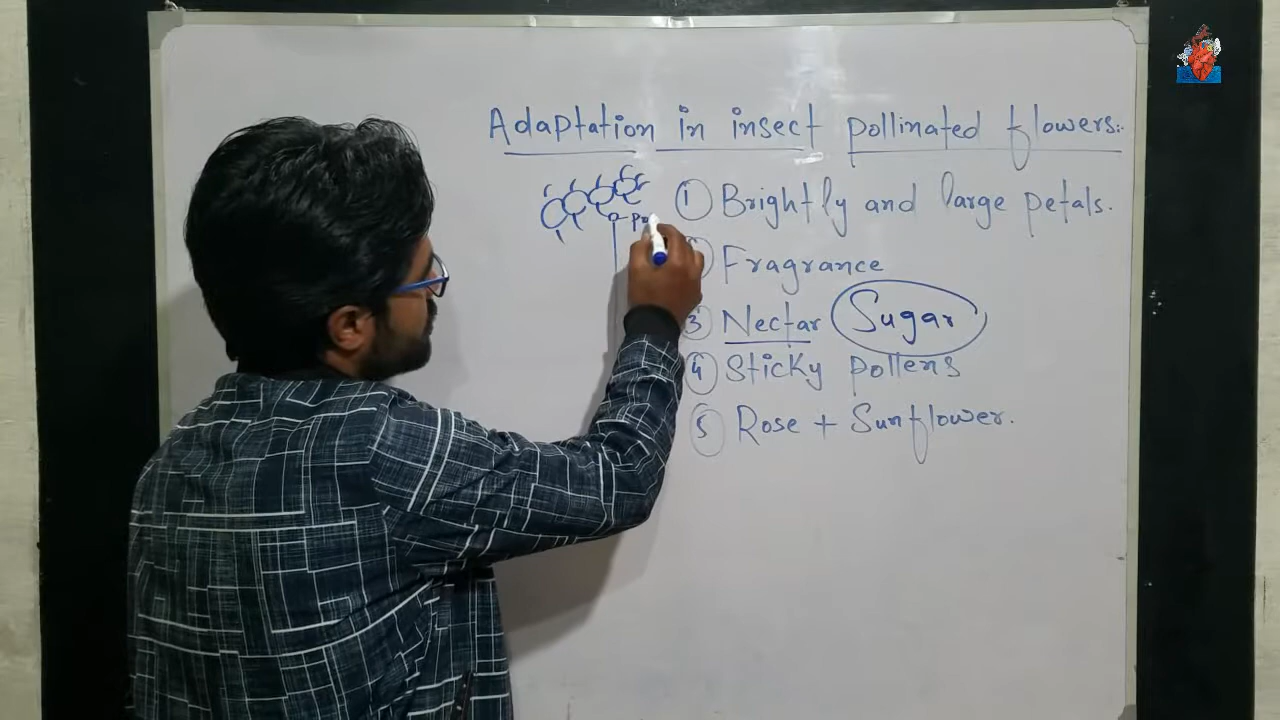 Adaptation in insect pollinated flowers:-
① Brightly and large petals.
Fragrance
③ Nectar Sugar
④ Sticky pollens
⑤ Rose + Sunflower.